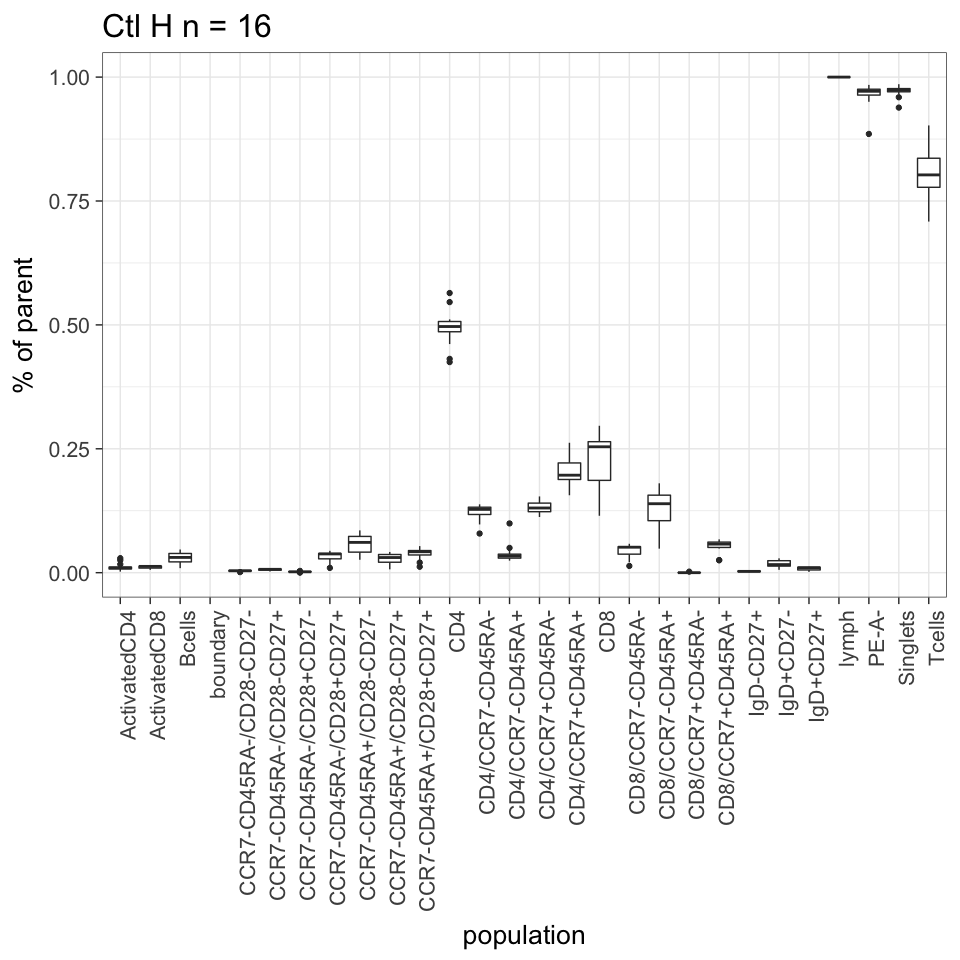 Ctl H n = 16
% of parent
1.00
0.75
0.50
0.25
0.00
ActivatedCD4
ActivatedCD8
Bcells
boundary
CCR7-CD45RA-/CD28-CD27-
CCR7-CD45RA-/CD28-CD27+
CCR7-CD45RA-/CD28+CD27-
CCR7-CD45RA-/CD28+CD27+
CCR7-CD45RA+/CD28-CD27-
CCR7-CD45RA+/CD28-CD27+
CCR7-CD45RA+/CD28+CD27+
CD4
CD4/CCR7-CD45RA-
CD4/CCR7-CD45RA+
CD4/CCR7+CD45RA-
CD4/CCR7+CD45RA+
CD8
CD8/CCR7-CD45RA-
CD8/CCR7-CD45RA+
CD8/CCR7+CD45RA-
CD8/CCR7+CD45RA+
IgD-CD27+
IgD+CD27-
IgD+CD27+
lymph
PE-A-
Singlets
Tcells
population